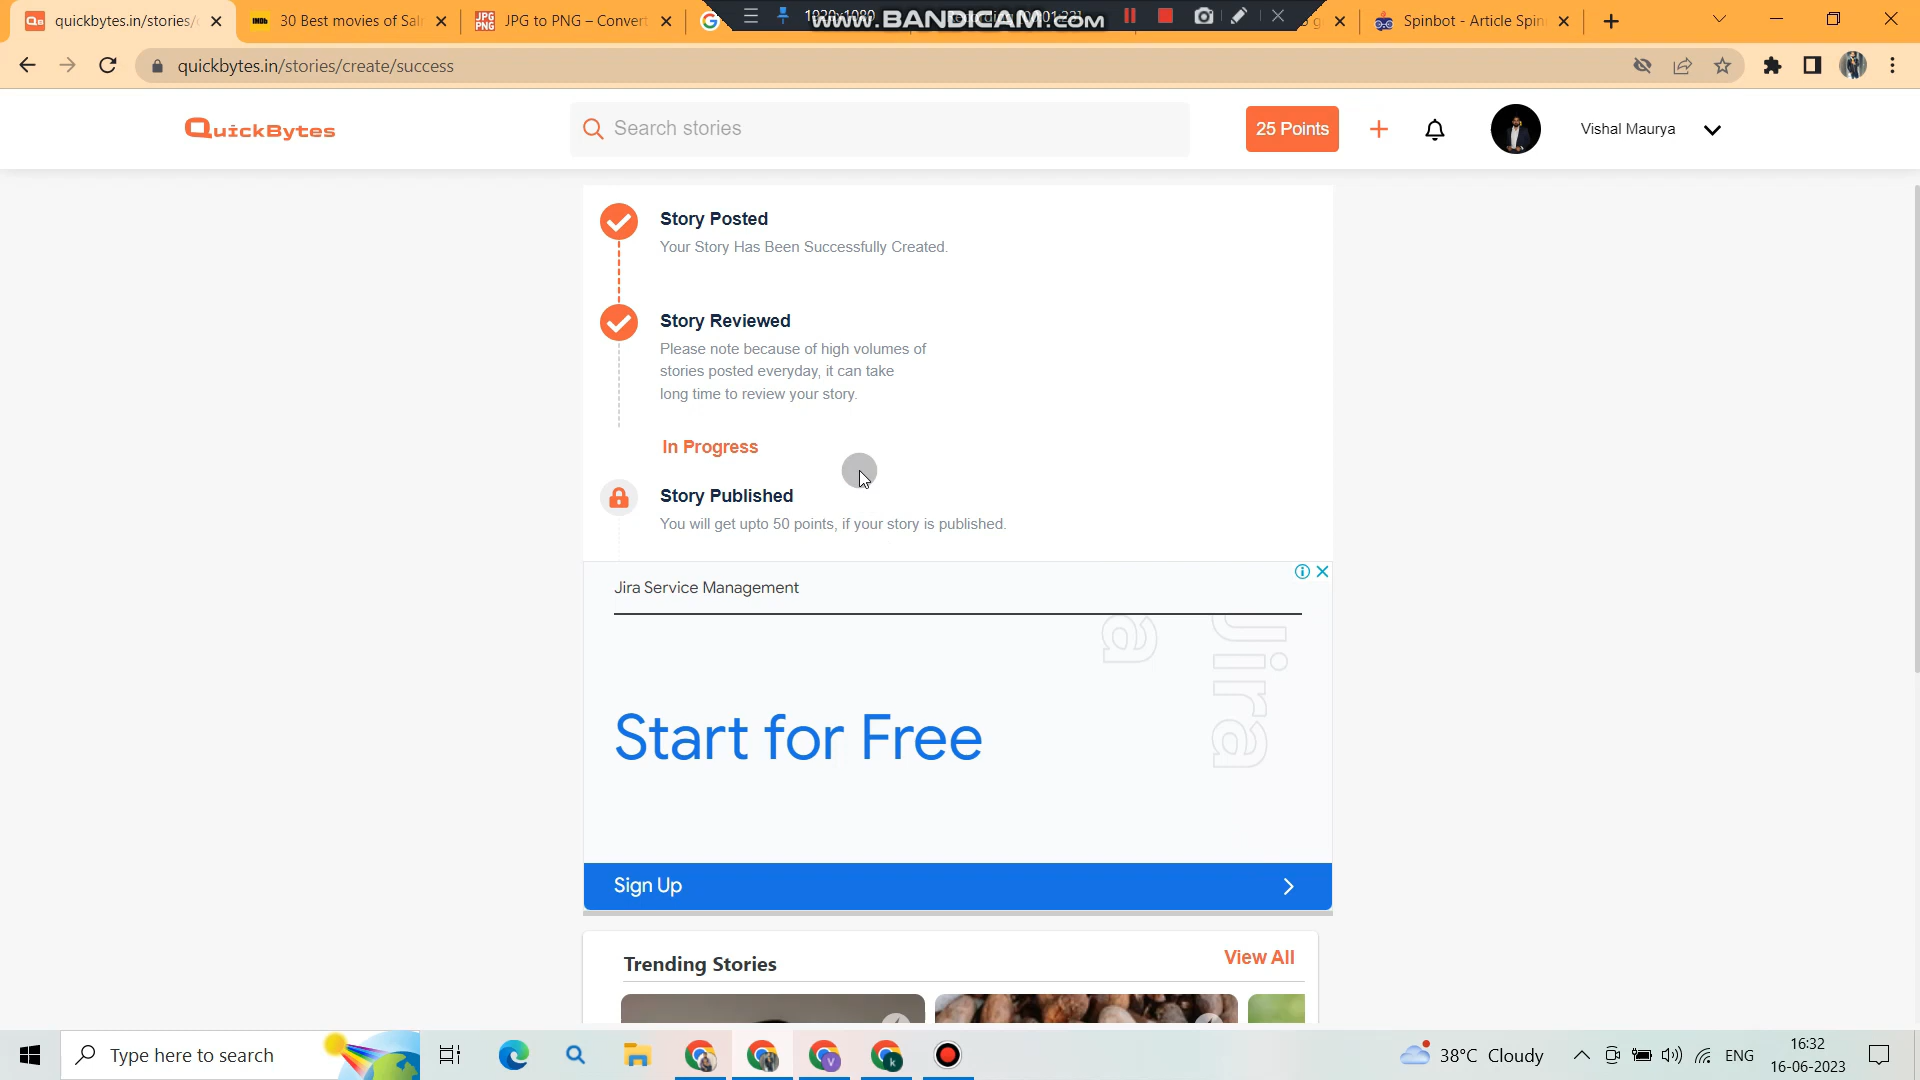 quickbytes.in/stories/
30 Best movies of Sal
JPG to PNG – Convert
www.BANDICAM.com
Spinbot - Article Spin
quickbytes.in/stories/create/success
QuickBytes
Search stories
25 Points
Vishal Maurya
Story Posted
Your Story Has Been Successfully Created.
Story Reviewed
Please note because of high volumes of
stories posted everyday, it can take
long time to review your story.
In Progress
Story Published
You will get upto 50 points, if your story is published.
Jira Service Management
Jira
Start for Free
Sign Up
Trending Stories
View All
Type here to search
38°C Cloudy
ENG
16:32
16-06-2023